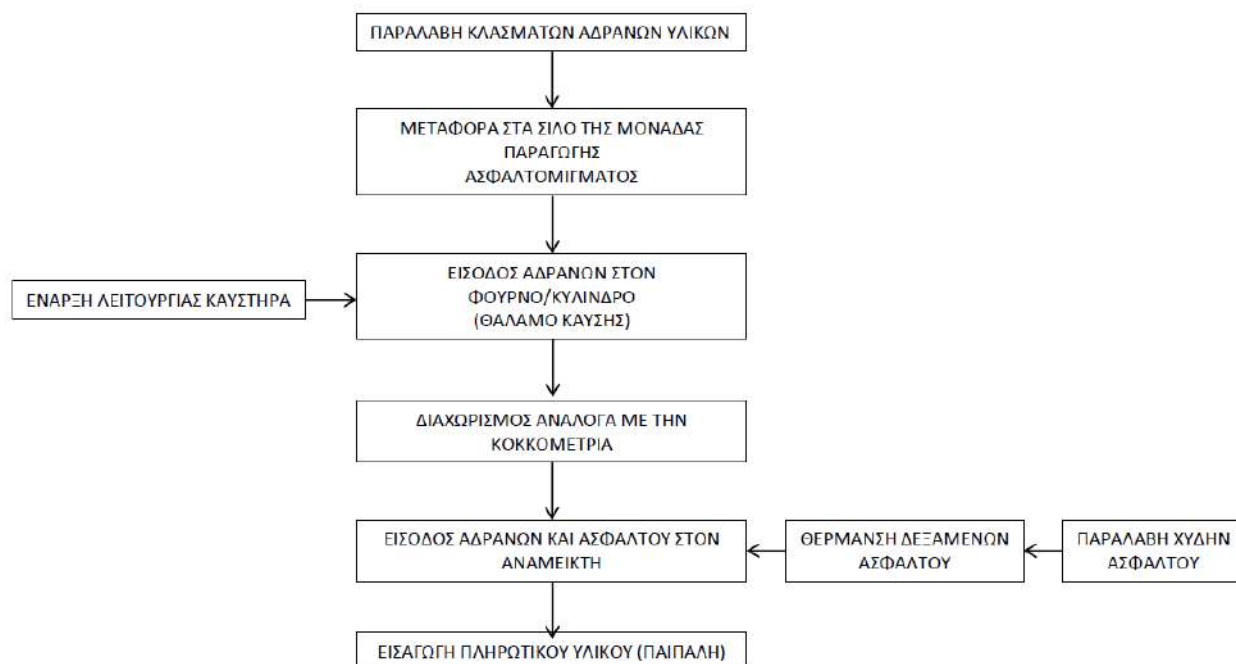 ΠΑΡΑΛΑΒΗ ΚΛΑΣΜΑΤΩΝ ΑΔΡΑΝΩΝ ΥΛΙΚΩΝ
ΜΕΤΑΦΟΡΑ ΣΤΑ ΣΙΛΟ ΤΗΣ ΜΟΝΑΔΑΣ
ΠΑΡΑΓΩΓΗΣ
ΑΣΦΑΛΤΟΜΙΓΜΑΤΟΣ
ΕΝΑΡΞΗ ΛΕΙΤΟΥΡΓΙΑΣ ΚΑΥΣΤΗΡΑ
ΕΙΣΟΔΟΣ ΑΔΡΑΝΩΝ ΣΤΟΝ
ΦΟΥΡΝΟ/ΚΥΛΙΝΔΡΟ
(ΘΑΛΑΜΟ ΚΑΥΣΗΣ)
ΔΙΑΧΩΡΙΣΜΟΣ ΑΝΑΛΟΓΑ ΜΕ ΤΗΝ
ΚΟΚΚΟΜΕΤΡΙΑ
ΕΙΣΟΔΟΣ ΑΔΡΑΝΩΝ ΚΑΙ ΑΣΦΑΛΤΟΥ ΣΤΟΝ
ΑΝΑΜΕΙΚΤΗ
ΘΕΡΜΑΝΣΗ ΔΕΞΑΜΕΝΩΝ
ΑΣΦΑΛΤΟΥ
ΠΑΡΑΛΑΒΗ ΧΥΔΗΝ
ΑΣΦΑΛΤΟΥ
ΕΙΣΑΓΩΓΗ ΠΛΗΡΩΤΙΚΟΥ ΥΛΙΚΟΥ (ΠΑΙΠΑΛΗ)